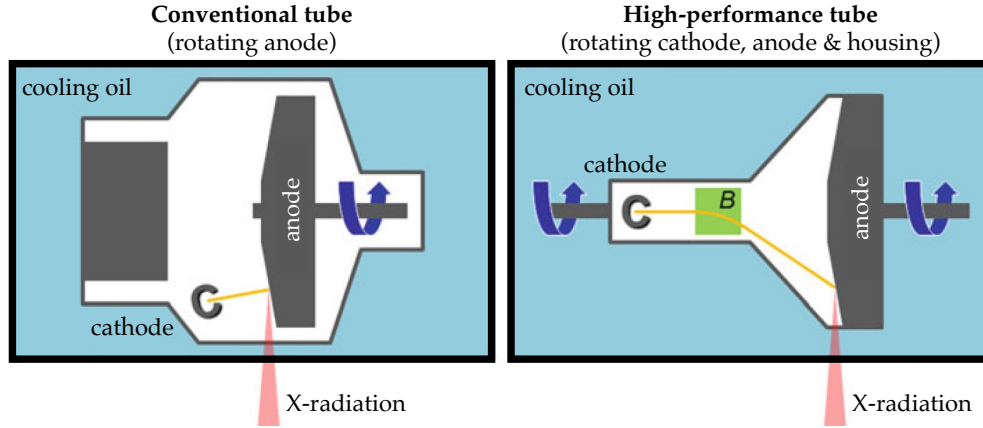 Conventional tube
(rotating anode)
cooling oil
anode
C
cathode
X-radiation
High-performance tube
(rotating cathode, anode & housing)
cooling oil
cathode
C
B
anode
X-radiation